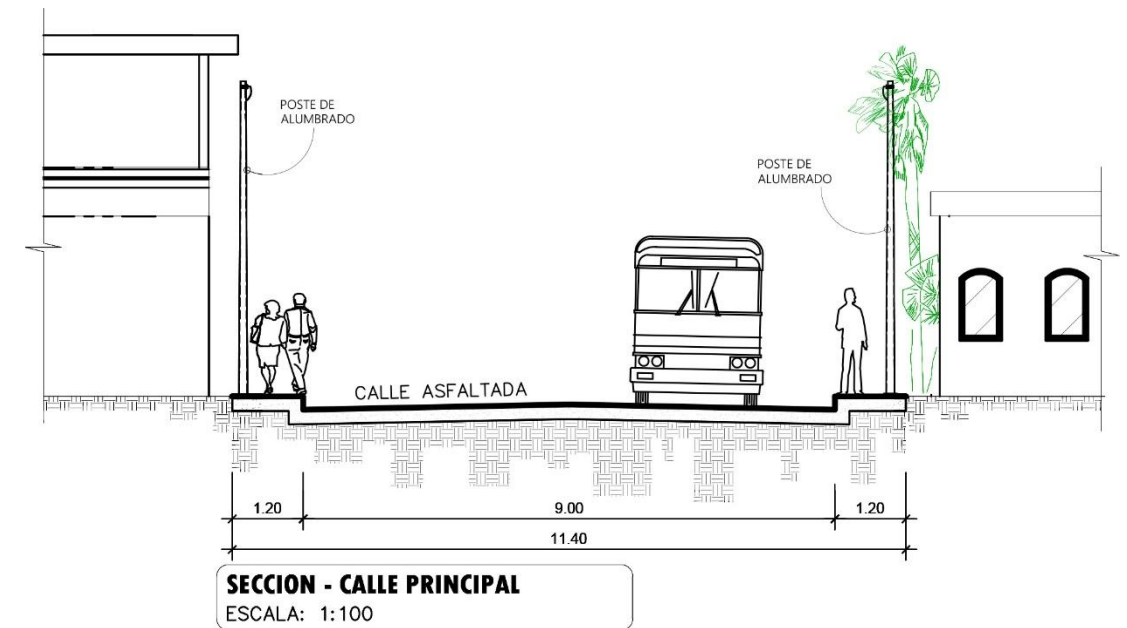 POSTE DE
ALUMBRADO
POSTE DE
ALUMBRADO
CALLE ASFALTADA
1.20
9.00
1.20
11.40
SECCION - CALLE PRINCIPAL
ESCALA: 1:100